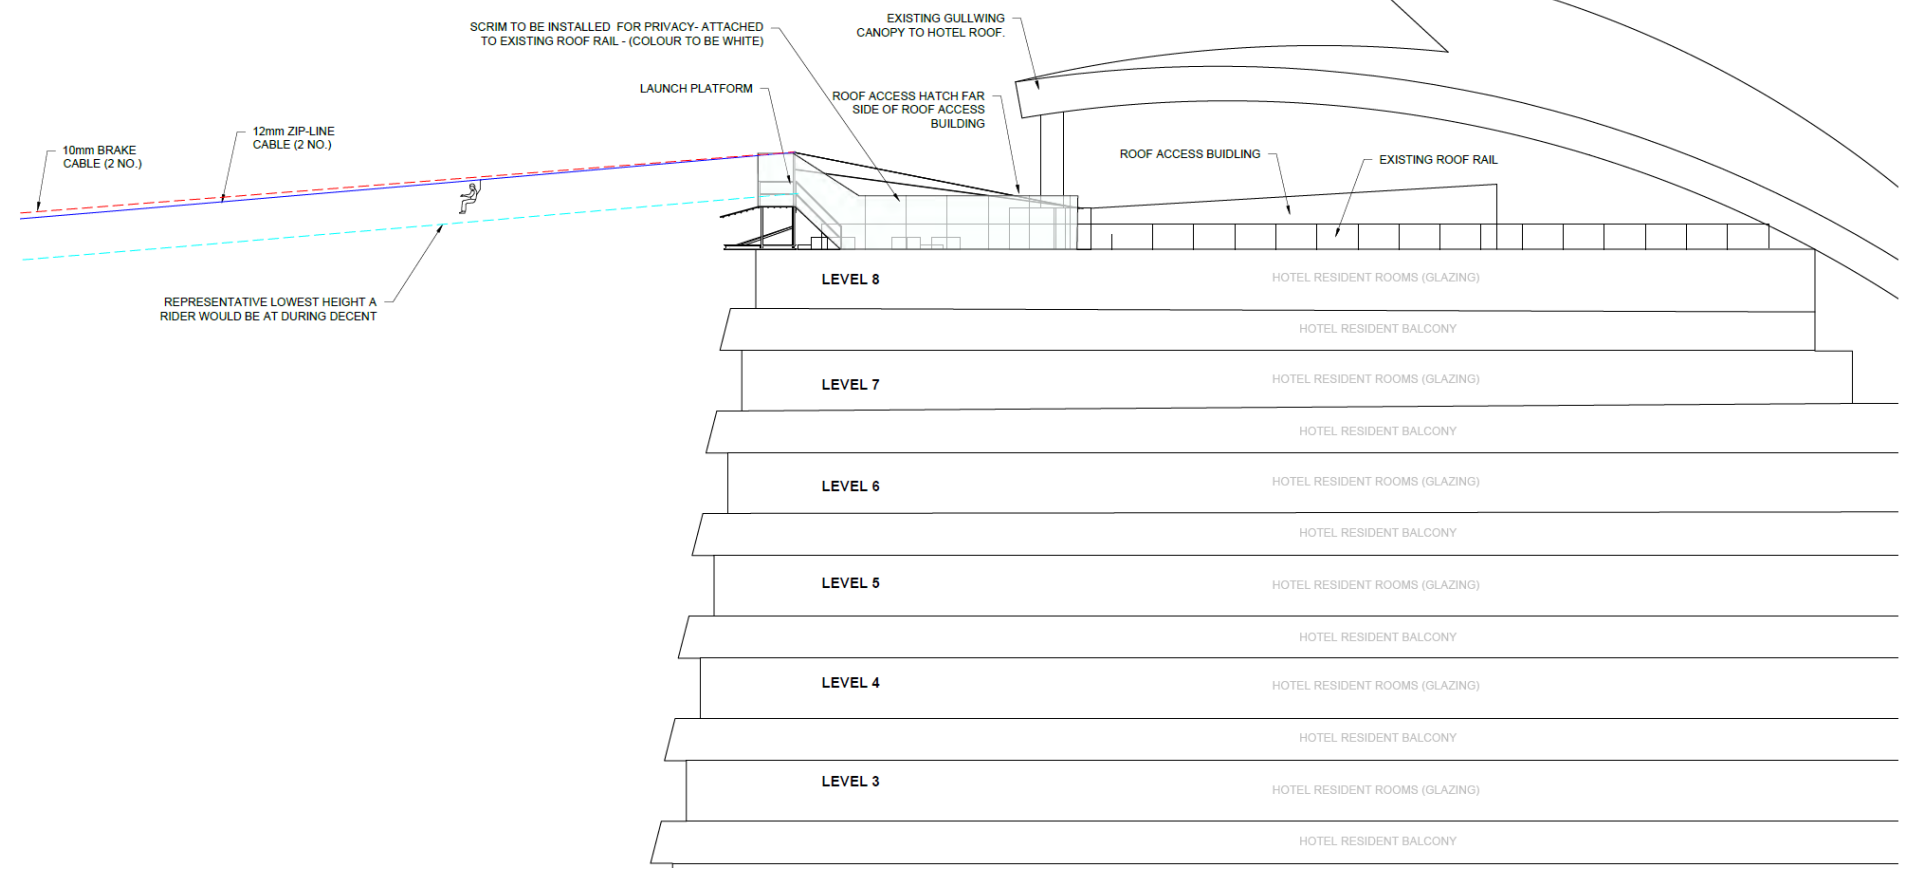 SCRIM TO BE INSTALLED FOR PRIVACY- ATTACHED
TO EXISTING ROOF RAIL - (COLOUR TO BE WHITE)
EXISTING GULLWING
CANOPY TO HOTEL ROOF.
LAUNCH PLATFORM
ROOF ACCESS HATCH FAR
SIDE OF ROOF ACCESS
BUILDING
10mm BRAKE
CABLE (2 NO.)
12mm ZIP-LINE
CABLE (2 NO.)
ROOF ACCESS BUIDLING
EXISTING ROOF RAIL
REPRESENTATIVE LOWEST HEIGHT A
RIDER WOULD BE AT DURING DECENT
LEVEL 8
HOTEL RESIDENT ROOMS (GLAZING)
HOTEL RESIDENT BALCONY
LEVEL 7
HOTEL RESIDENT ROOMS (GLAZING)
HOTEL RESIDENT BALCONY
LEVEL 6
HOTEL RESIDENT ROOMS (GLAZING)
HOTEL RESIDENT BALCONY
LEVEL 5
HOTEL RESIDENT ROOMS (GLAZING)
HOTEL RESIDENT BALCONY
LEVEL 4
HOTEL RESIDENT ROOMS (GLAZING)
HOTEL RESIDENT BALCONY
LEVEL 3
HOTEL RESIDENT ROOMS (GLAZING)
HOTEL RESIDENT BALCONY